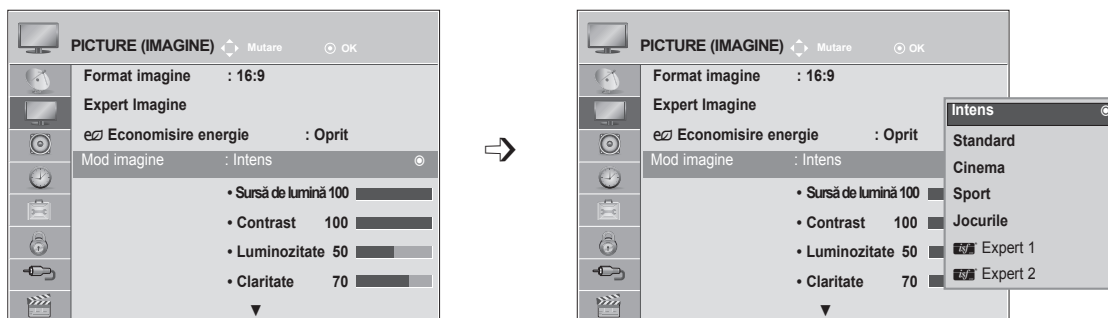 PICTURE (IMAGINE) Mutare OK
Format imagine : 16:9
Expert Imagine
e Economisire energie : Oprit
Mod imagine : Intens
• Sursă de lumină 100
• Contrast 100
• Luminozitate 50
• Claritate 70
▼
PICTURE (IMAGINE) Mutare OK
Format imagine : 16:9
Expert Imagine
e Economisire energie : Oprit
Mod imagine : Intens
• Sursă de lumină 100
• Contrast 100
• Luminozitate 50
• Claritate 70
▼
Intens
Standard
Cinema
Sport
Jocurile
isf Expert 1
isf Expert 2